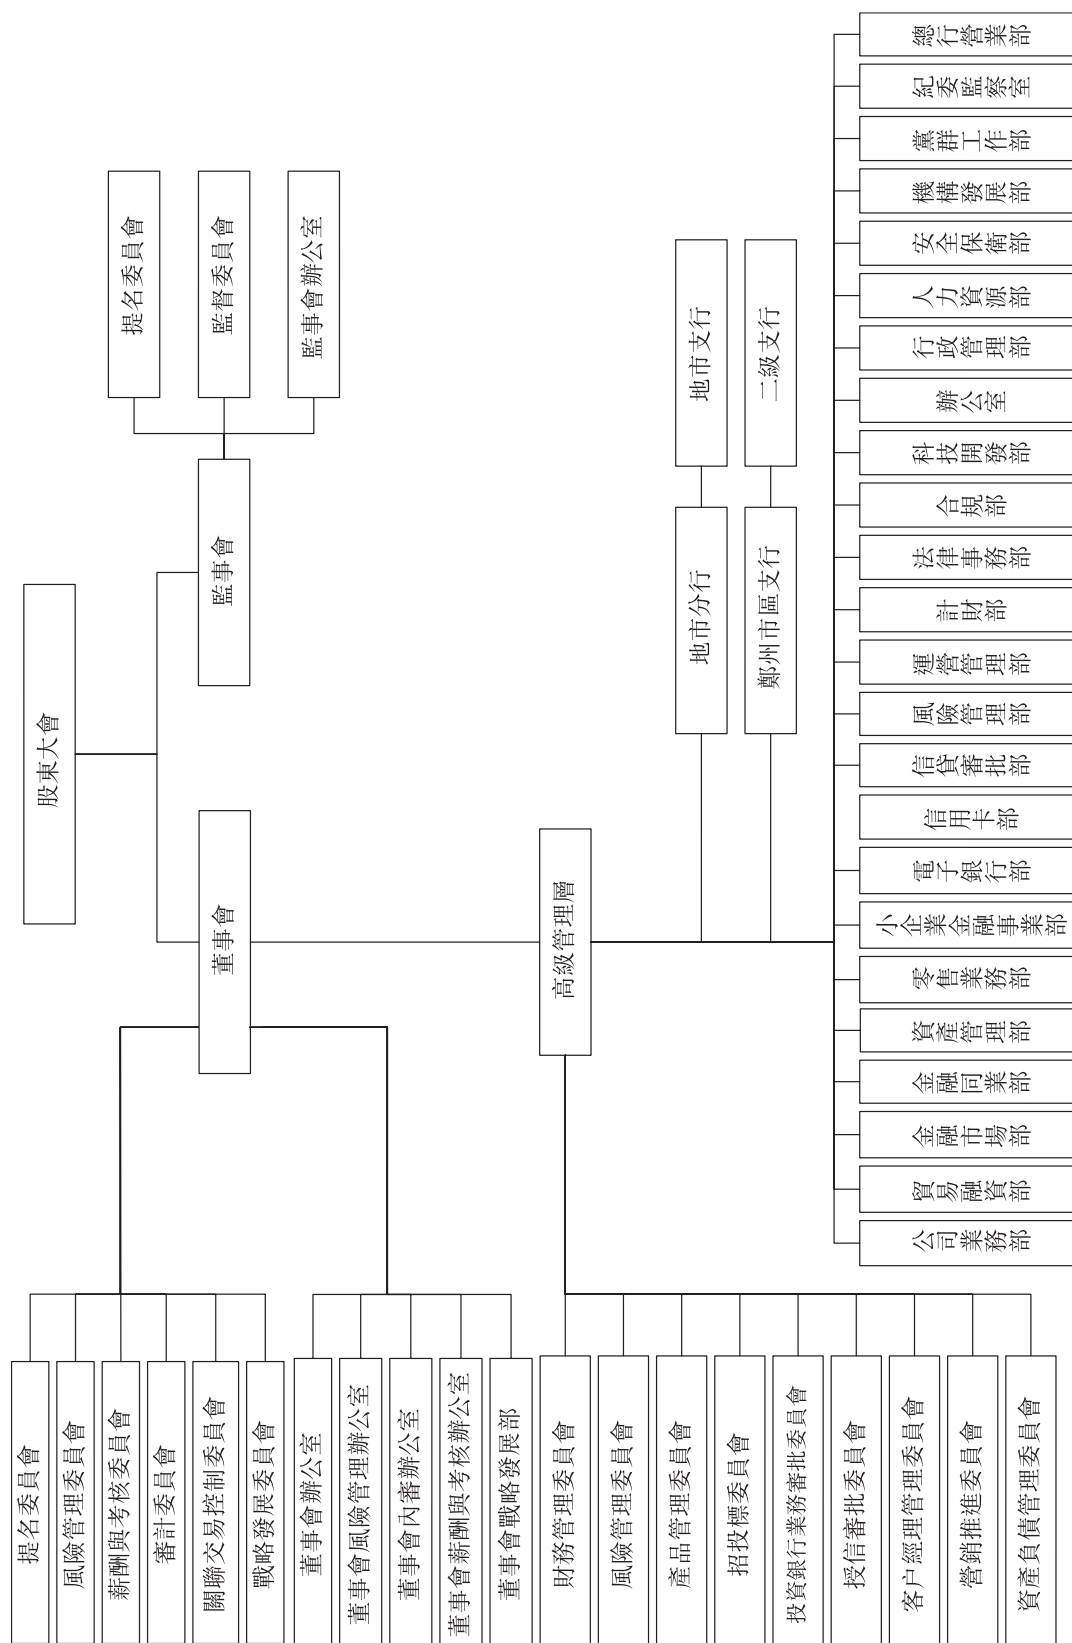 股東大會
董事會
監事會
提名委員會
監督委員會
監事會辦公室
提名委員會
風險管理委員會
薪酬與考核委員會
審計委員會
關聯交易控制委員會
戰略發展委員會
董事會辦公室
董事會風險管理辦公室
董事會內審辦公室
董事會薪酬與考核辦公室
董事會戰略發展部
高級管理層
財務管理委員會
風險管理委員會
產品管理委員會
招投標委員會
投資銀行業務審批委員會
授信審批委員會
客户經理管理委員會
營銷推進委員會
資產負債管理委員會
地市分行
地市支行
鄭州市區支行
二級支行
公司業務部
貿易融資部
金融市場部
金融同業部
資產管理部
零售業務部
小企業金融事業部
電子銀行部
信用卡部
信貸審批部
風險管理部
運營管理部
計財部
法律事務部
合規部
科技開發部
辦公室
行政管理部
人力資源部
安全保衛部
機構發展部
黨群工作部
紀委監察室
總行營業部